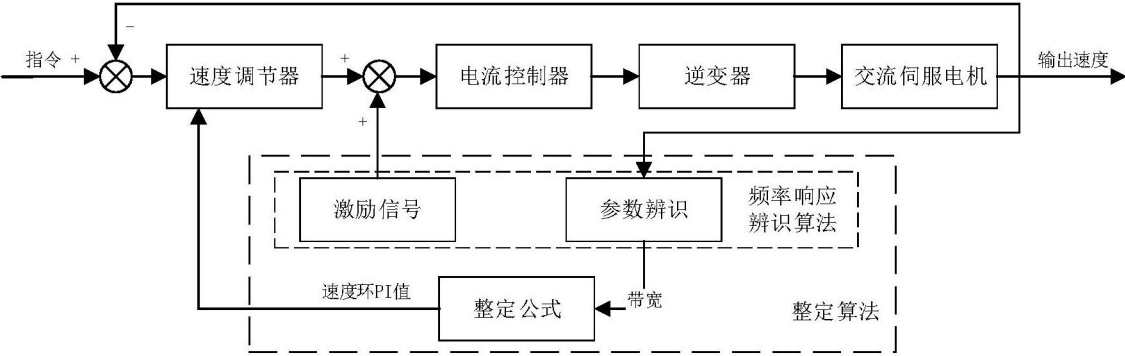 −
指令 +
速度调节器
+
电流控制器
逆变器
交流伺服电机
输出速度
+
激励信号
参数辨识
频率响应
辨识算法
速度环PI值
整定公式
带宽
整定算法